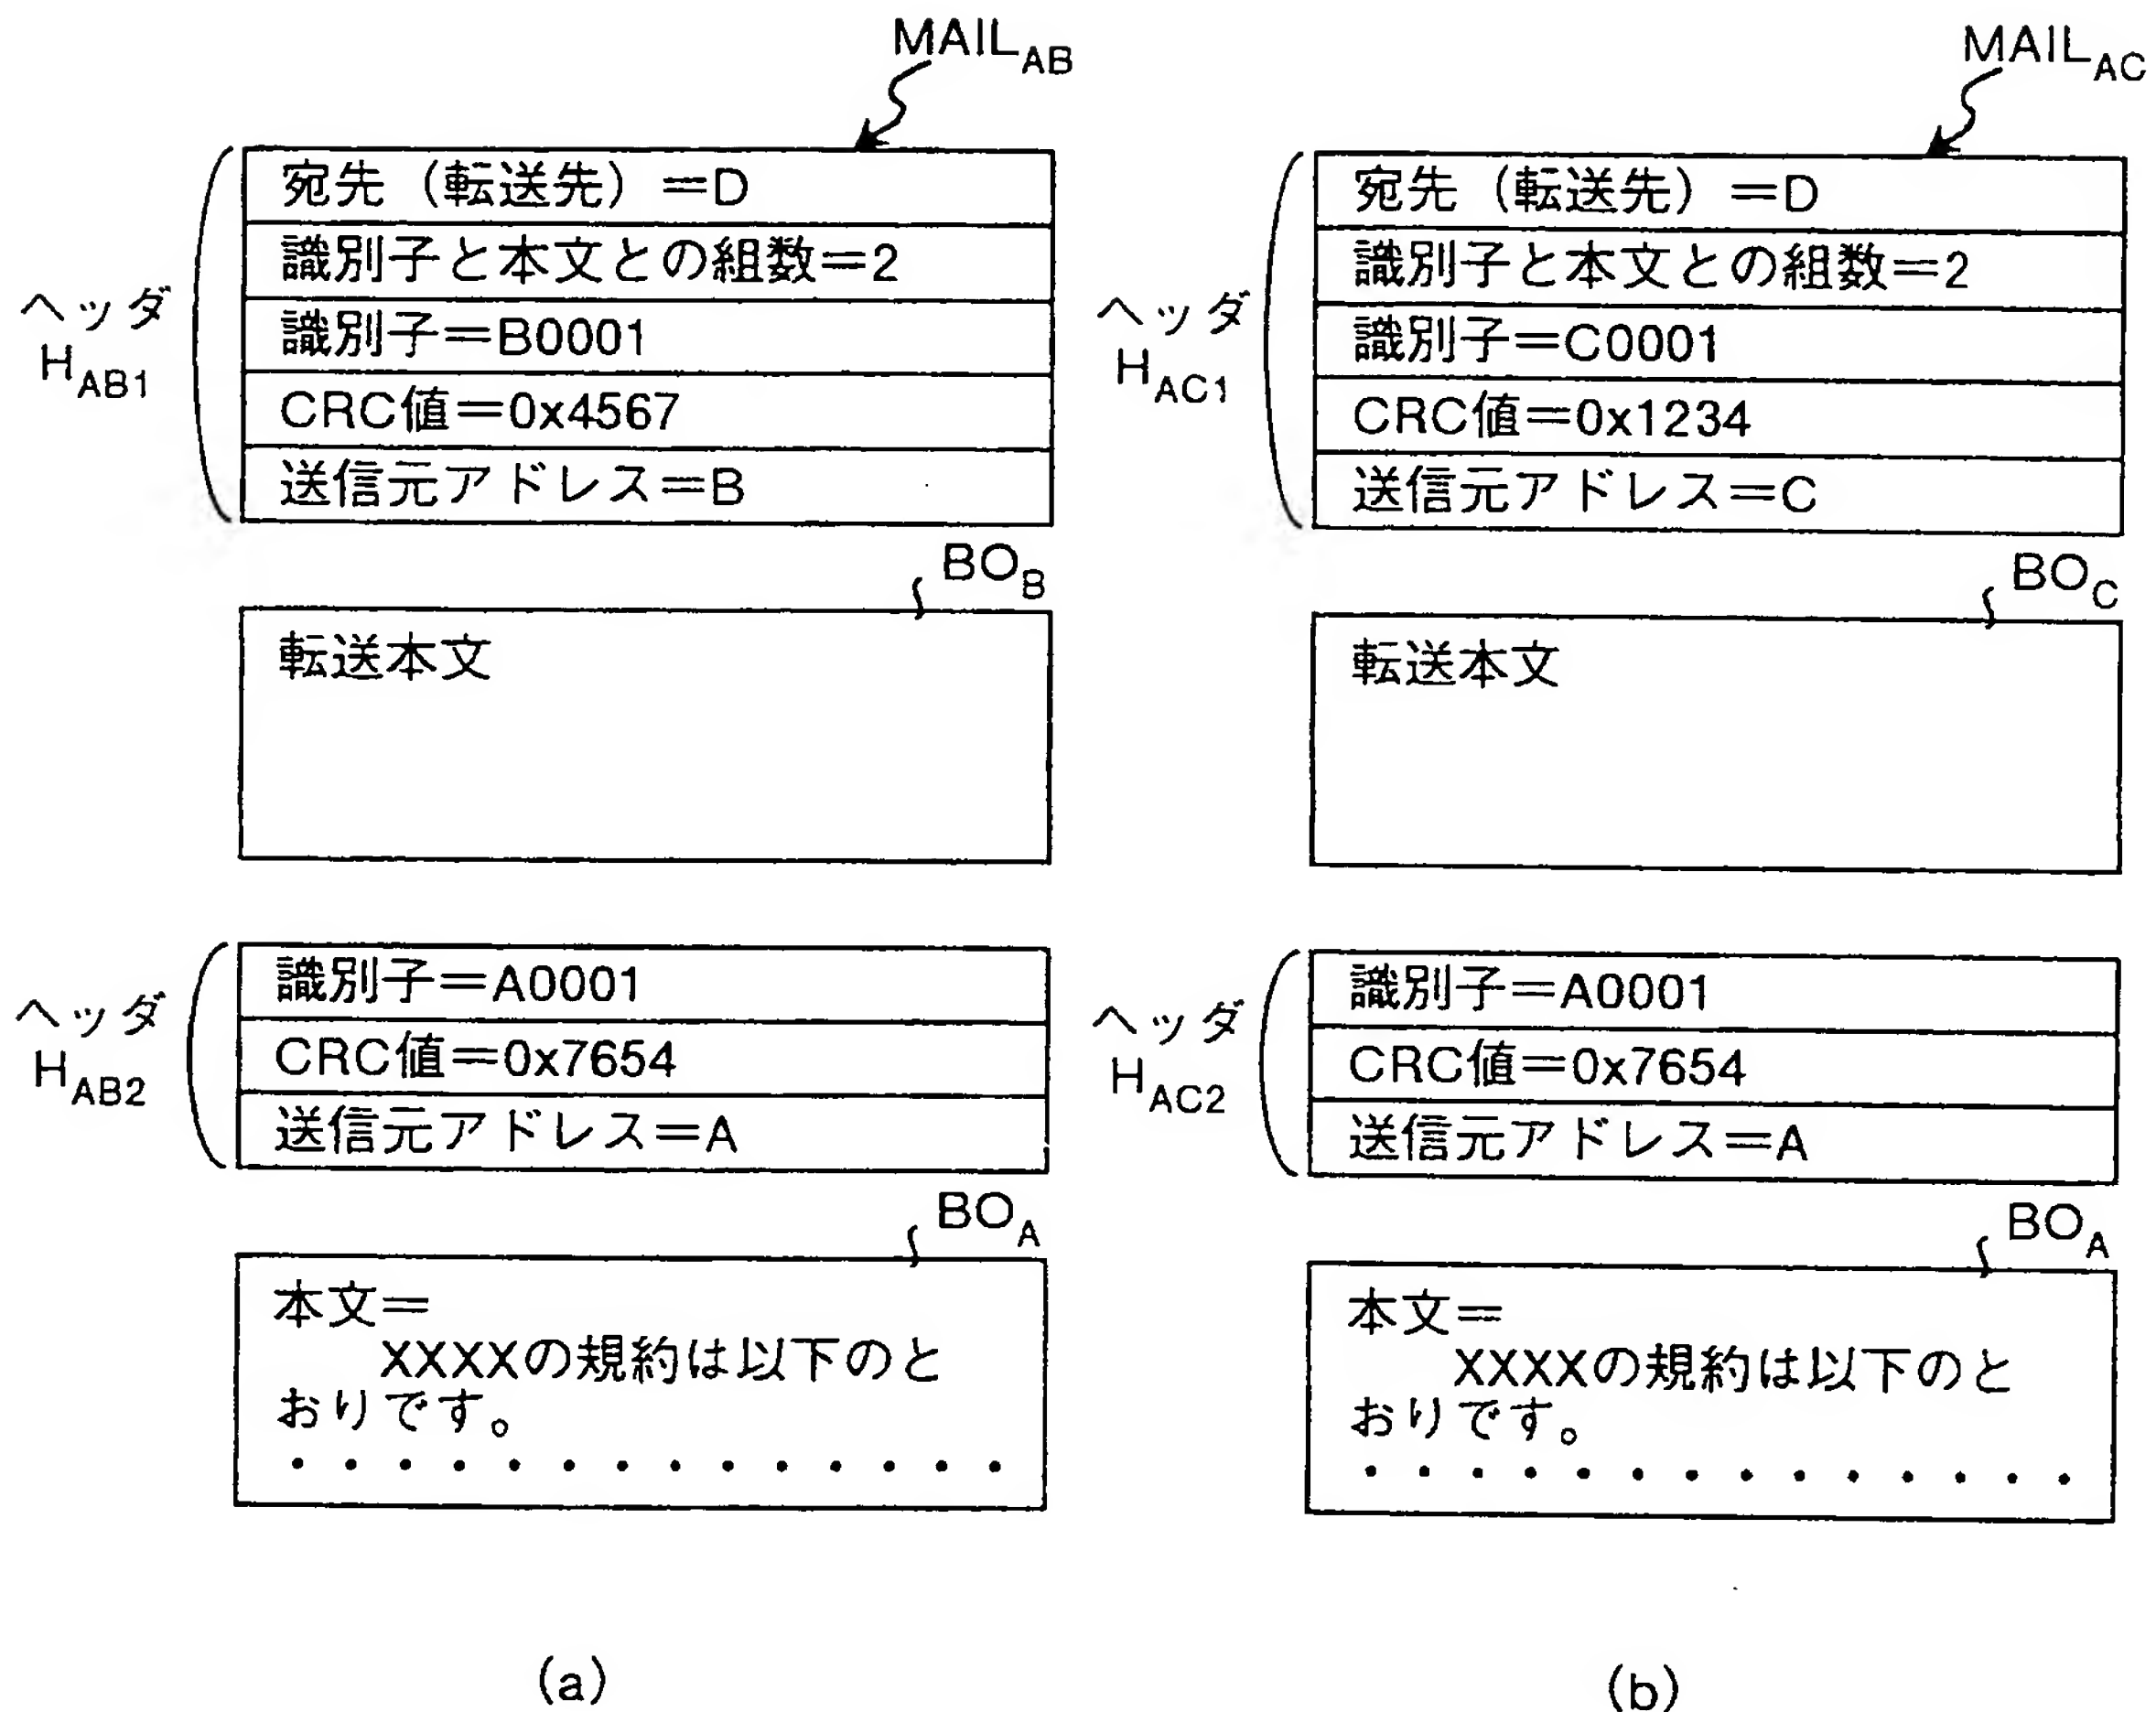 MAIL_AB
宛先（転送先）＝D
識別子と本文との組数＝2
識別子＝B0001
CRC値＝0x4567
送信元アドレス＝B
ヘッダ
H_AB1
BO_B
転送本文
識別子＝A0001
CRC値＝0x7654
送信元アドレス＝A
ヘッダ
H_AB2
BO_A
本文＝
XXXXの規約は以下のと
おりです。
・・・・・・・・・・・・・・
(a)
MAIL_AC
宛先（転送先）＝D
識別子と本文との組数＝2
識別子＝C0001
CRC値＝0x1234
送信元アドレス＝C
ヘッダ
H_AC1
BO_C
転送本文
識別子＝A0001
CRC値＝0x7654
送信元アドレス＝A
ヘッダ
H_AC2
BO_A
本文＝
XXXXの規約は以下のと
おりです。
・・・・・・・・・・・・・・
(b)